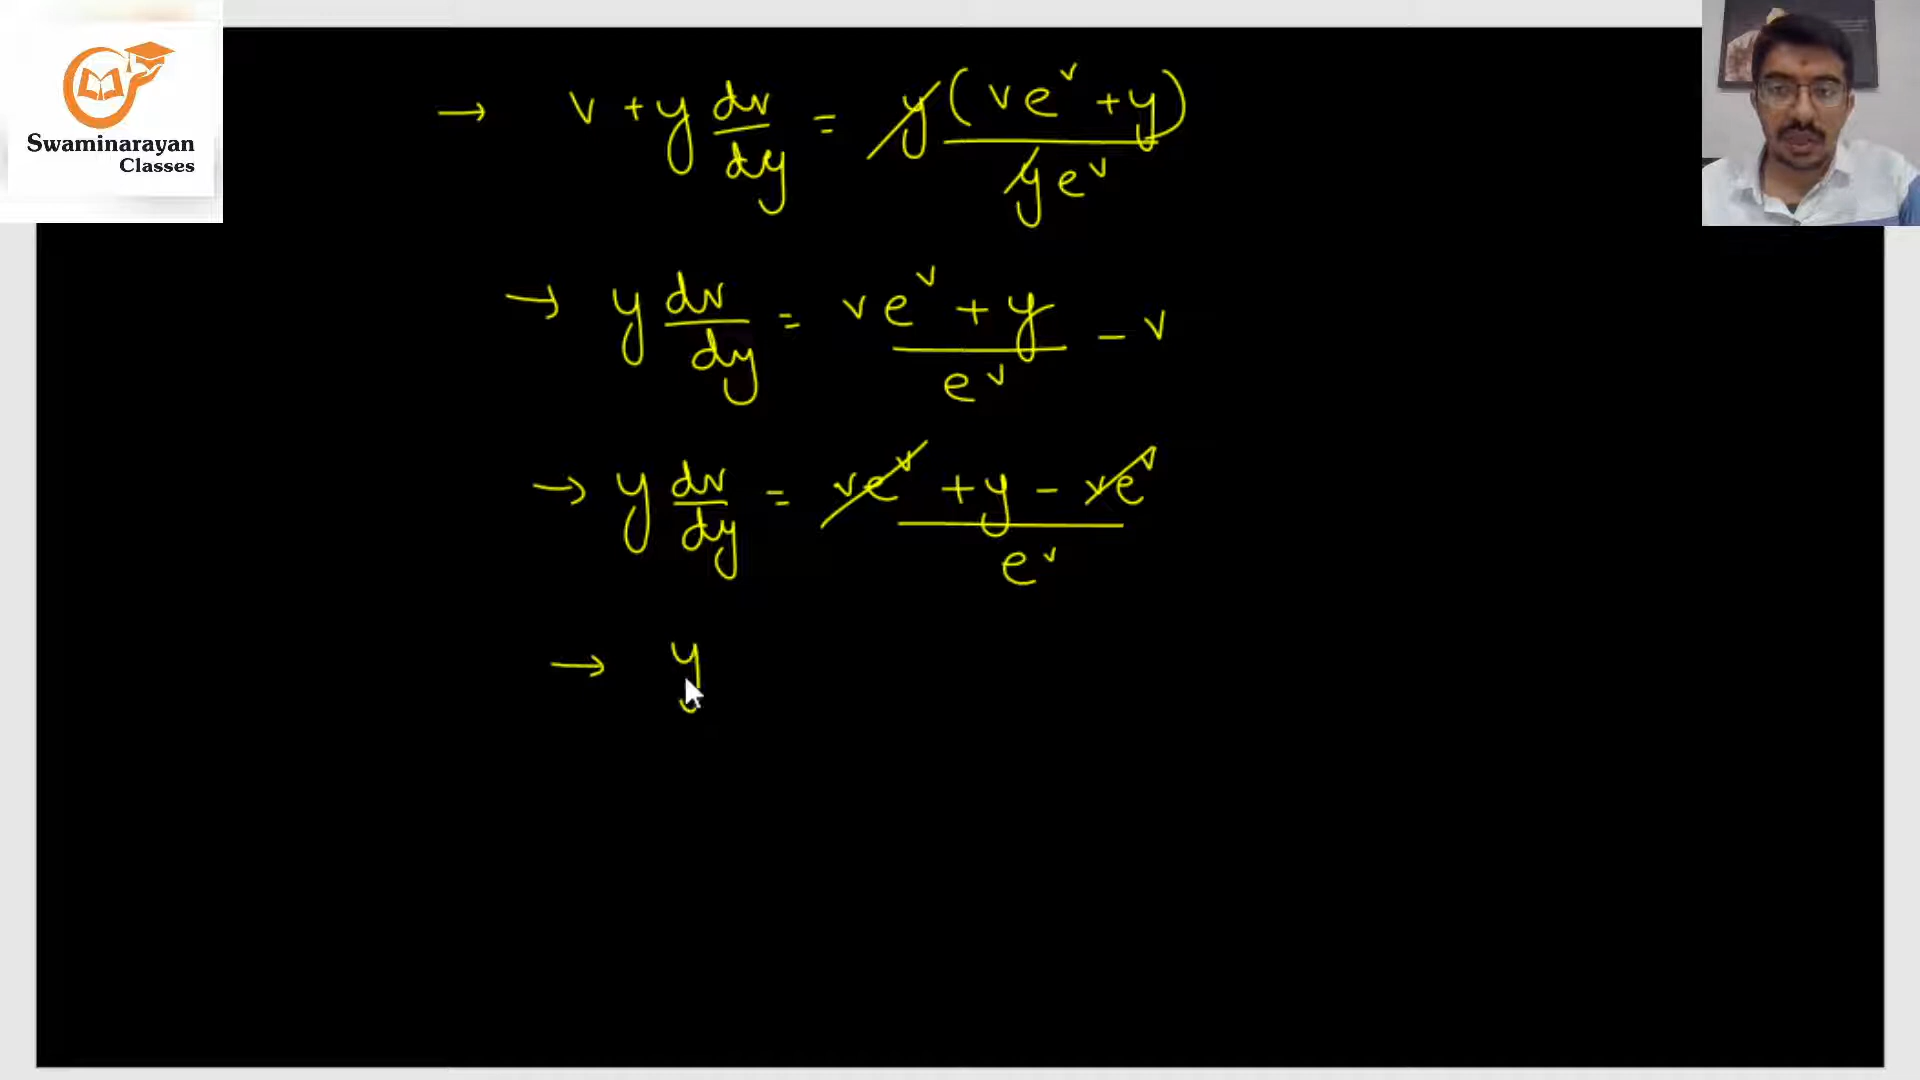 Swaminarayan
Classes
→ v + y dv/dy = y(ve^v + y) / ye^v
→ y dv/dy = ve^v + y / e^v - v
→ y dv/dy = ve^v + y - ve^v / e^v
→ y